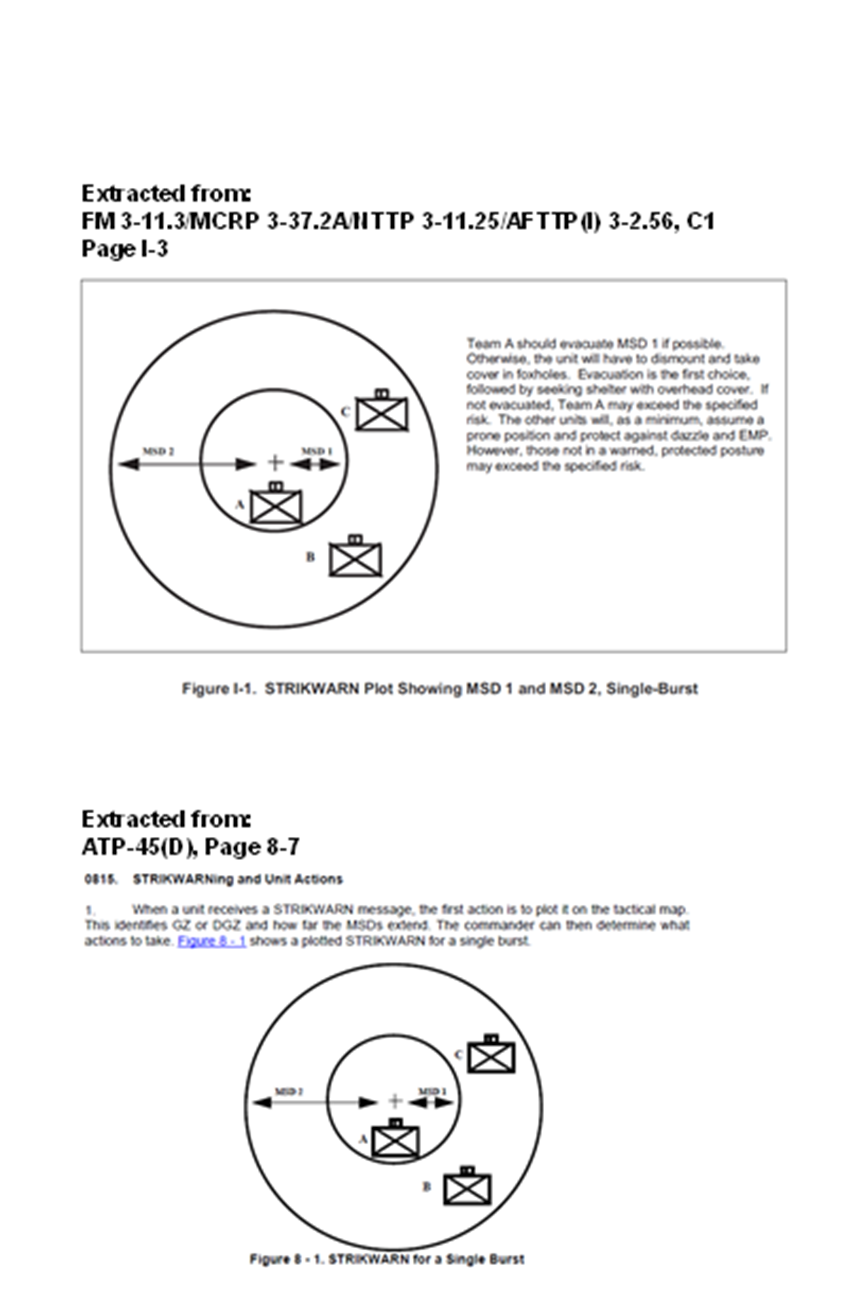 Extracted from:
FM 3-11.3/MCRP 3-37.2A/NTTP 3-11.25/AFTTP(I) 3-2.56, C1
Page I-3
Team A should evacuate MSD 1 if possible.
Otherwise, the unit will have to dismount and take
cover in foxholes. Evacuation is the first choice,
followed by seeking shelter with overhead cover. If
not evacuated, Team A may exceed the specified
risk. The other units will, as a minimum, assume a
prone position and protect against dazzle and EMP.
However, those not in a warned, protected posture
may exceed the specified risk.
C
MSD 2
MSD 1
A
B
Figure I-1. STRIKWARN Plot Showing MSD 1 and MSD 2, Single-Burst
Extracted from:
ATP-45(D), Page 8-7
0815. STRIKWARNing and Unit Actions
1. When a unit receives a STRIKWARN message, the first action is to plot it on the tactical map.
This identifies GZ or DGZ and how far the MSDs extend. The commander can then determine what
actions to take. Figure 8 - 1 shows a plotted STRIKWARN for a single burst.
C
MSD 2
MSD 1
A
B
Figure 8 - 1. STRIKWARN for a Single Burst